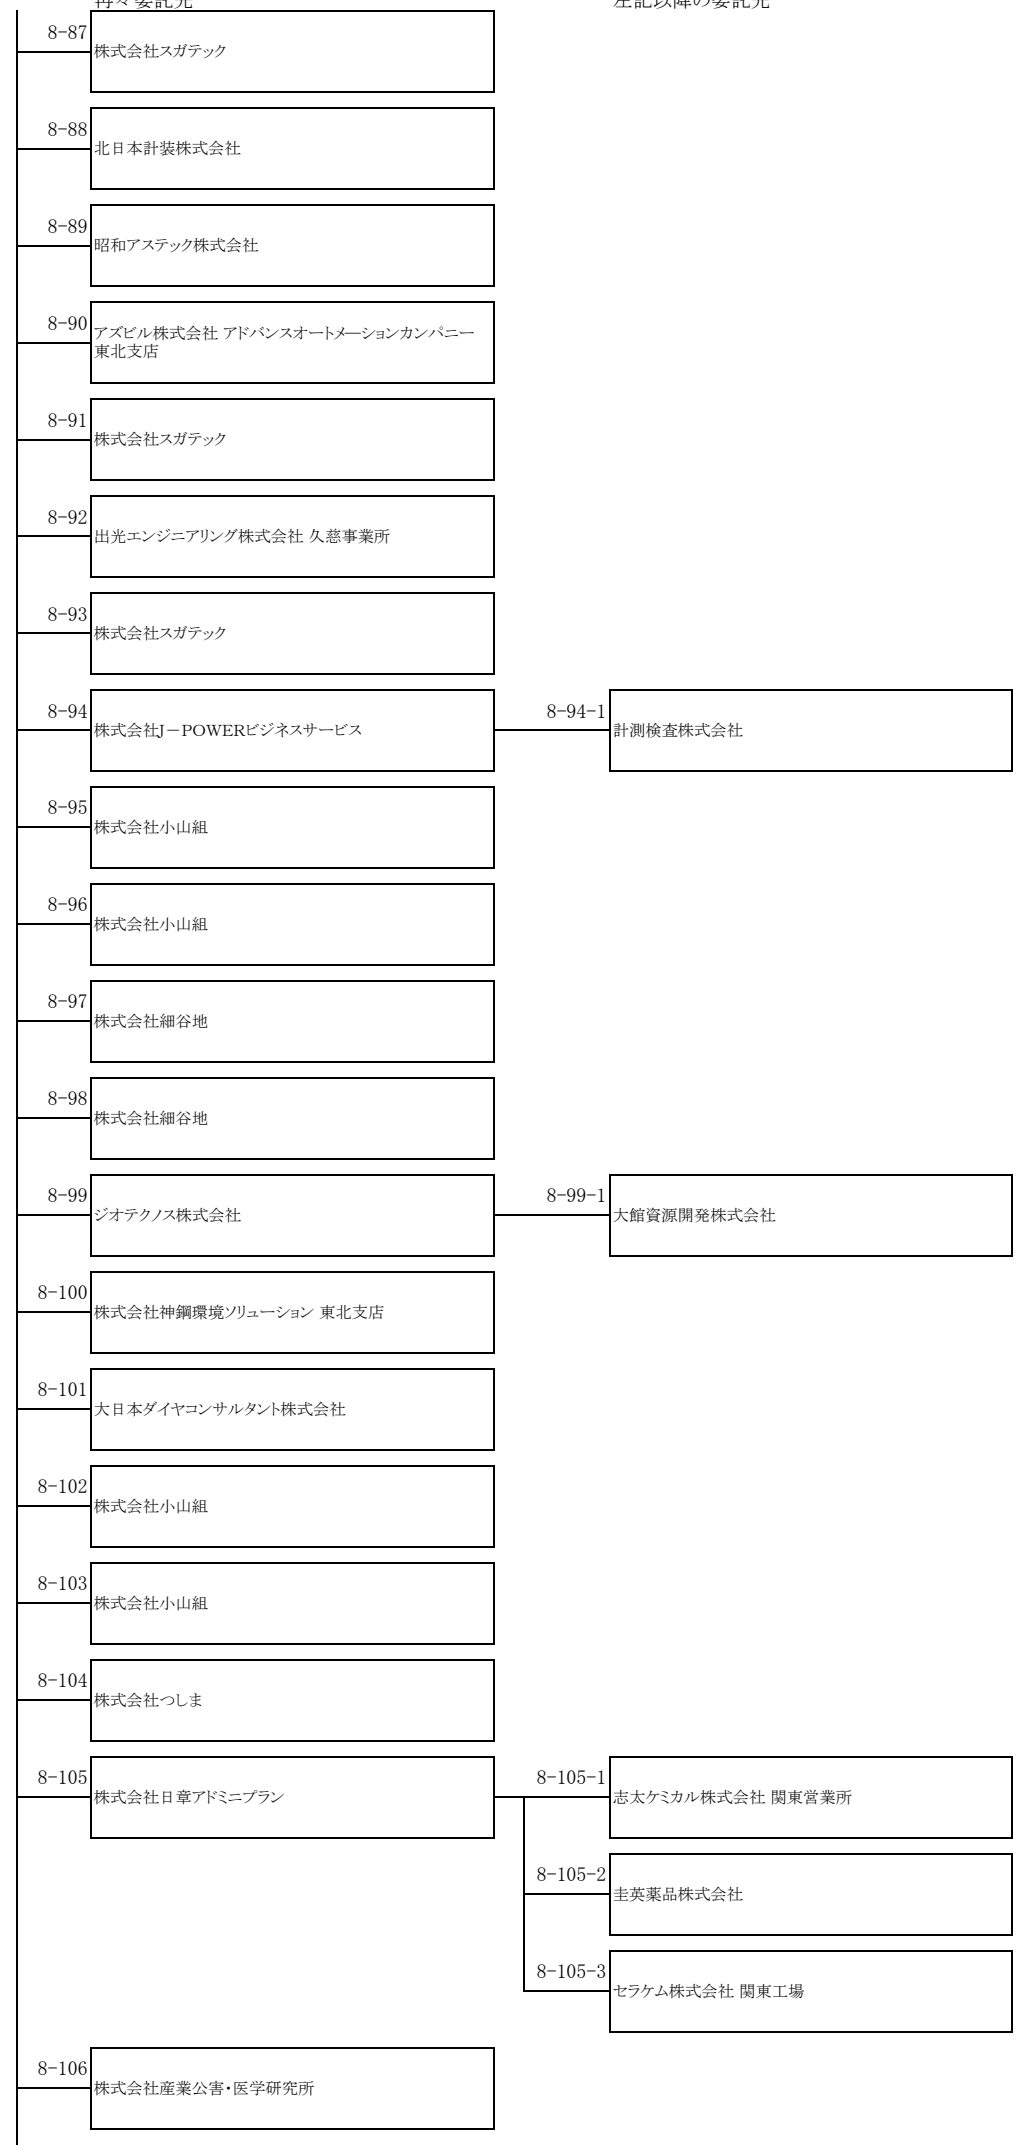 再々委託先
左記以降の委託先
8-87
株式会社スガテック
8-88
北日本計装株式会社
8-89
昭和アステック株式会社
8-90
アズビル株式会社 アドバンスオートメーションカンパニー
東北支店
8-91
株式会社スガテック
8-92
出光エンジニアリング株式会社 久慈事業所
8-93
株式会社スガテック
8-94
株式会社J－POWERビジネスサービス
8-94-1
計測検査株式会社
8-95
株式会社小山組
8-96
株式会社小山組
8-97
株式会社細谷地
8-98
株式会社細谷地
8-99
ジオテクノス株式会社
8-99-1
大館資源開発株式会社
8-100
株式会社神鋼環境ソリューション 東北支店
8-101
大日本ダイヤコンサルタント株式会社
8-102
株式会社小山組
8-103
株式会社小山組
8-104
株式会社つしま
8-105
株式会社日章アドミニプラン
8-105-1
志太ケミカル株式会社 関東営業所
8-105-2
圭英薬品株式会社
8-105-3
セラケム株式会社 関東工場
8-106
株式会社産業公害・医学研究所